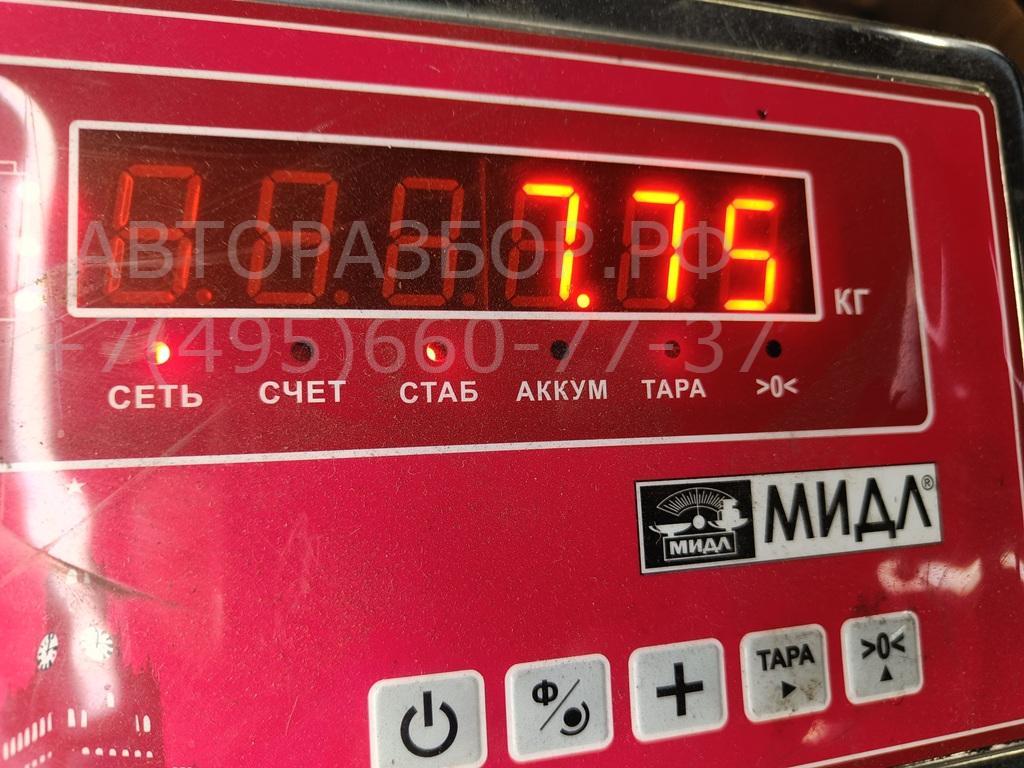 7.75
КГ
АВТОРАЗБОР.РФ
+7(495)660-77-37
СЕТЬ СЧЕТ СТАБ АККУМ ТАРА >0<
МИДЛ МИДЛ®
Ф ТАРА >0<